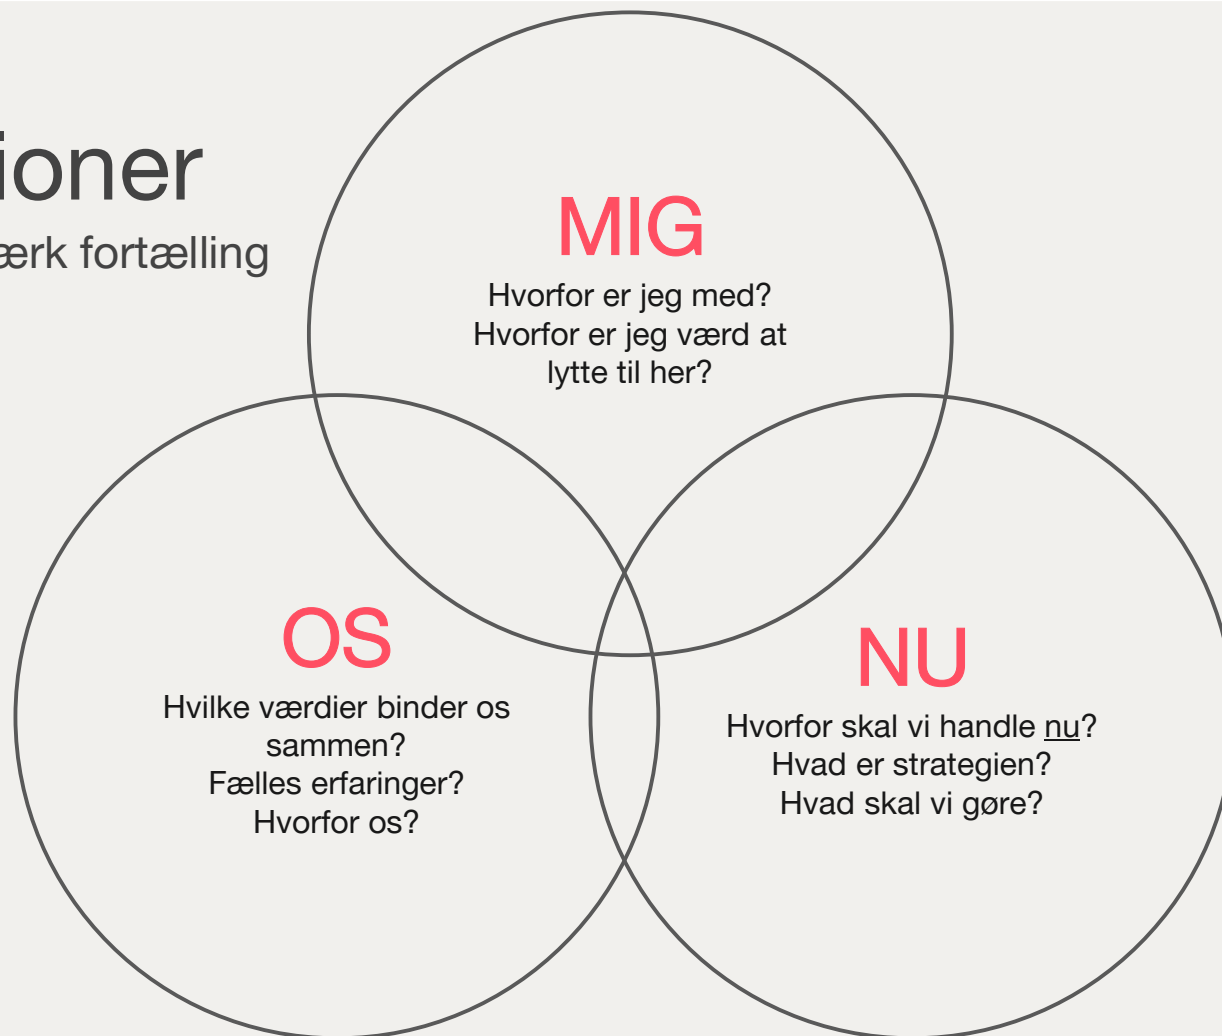 ioner
ærk fortælling
MIG
Hvorfor er jeg med?
Hvorfor er jeg værd at
lytte til her?
OS
Hvilke værdier binder os
sammen?
Fælles erfaringer?
Hvorfor os?
NU
Hvorfor skal vi handle nu?
Hvad er strategien?
Hvad skal vi gøre?